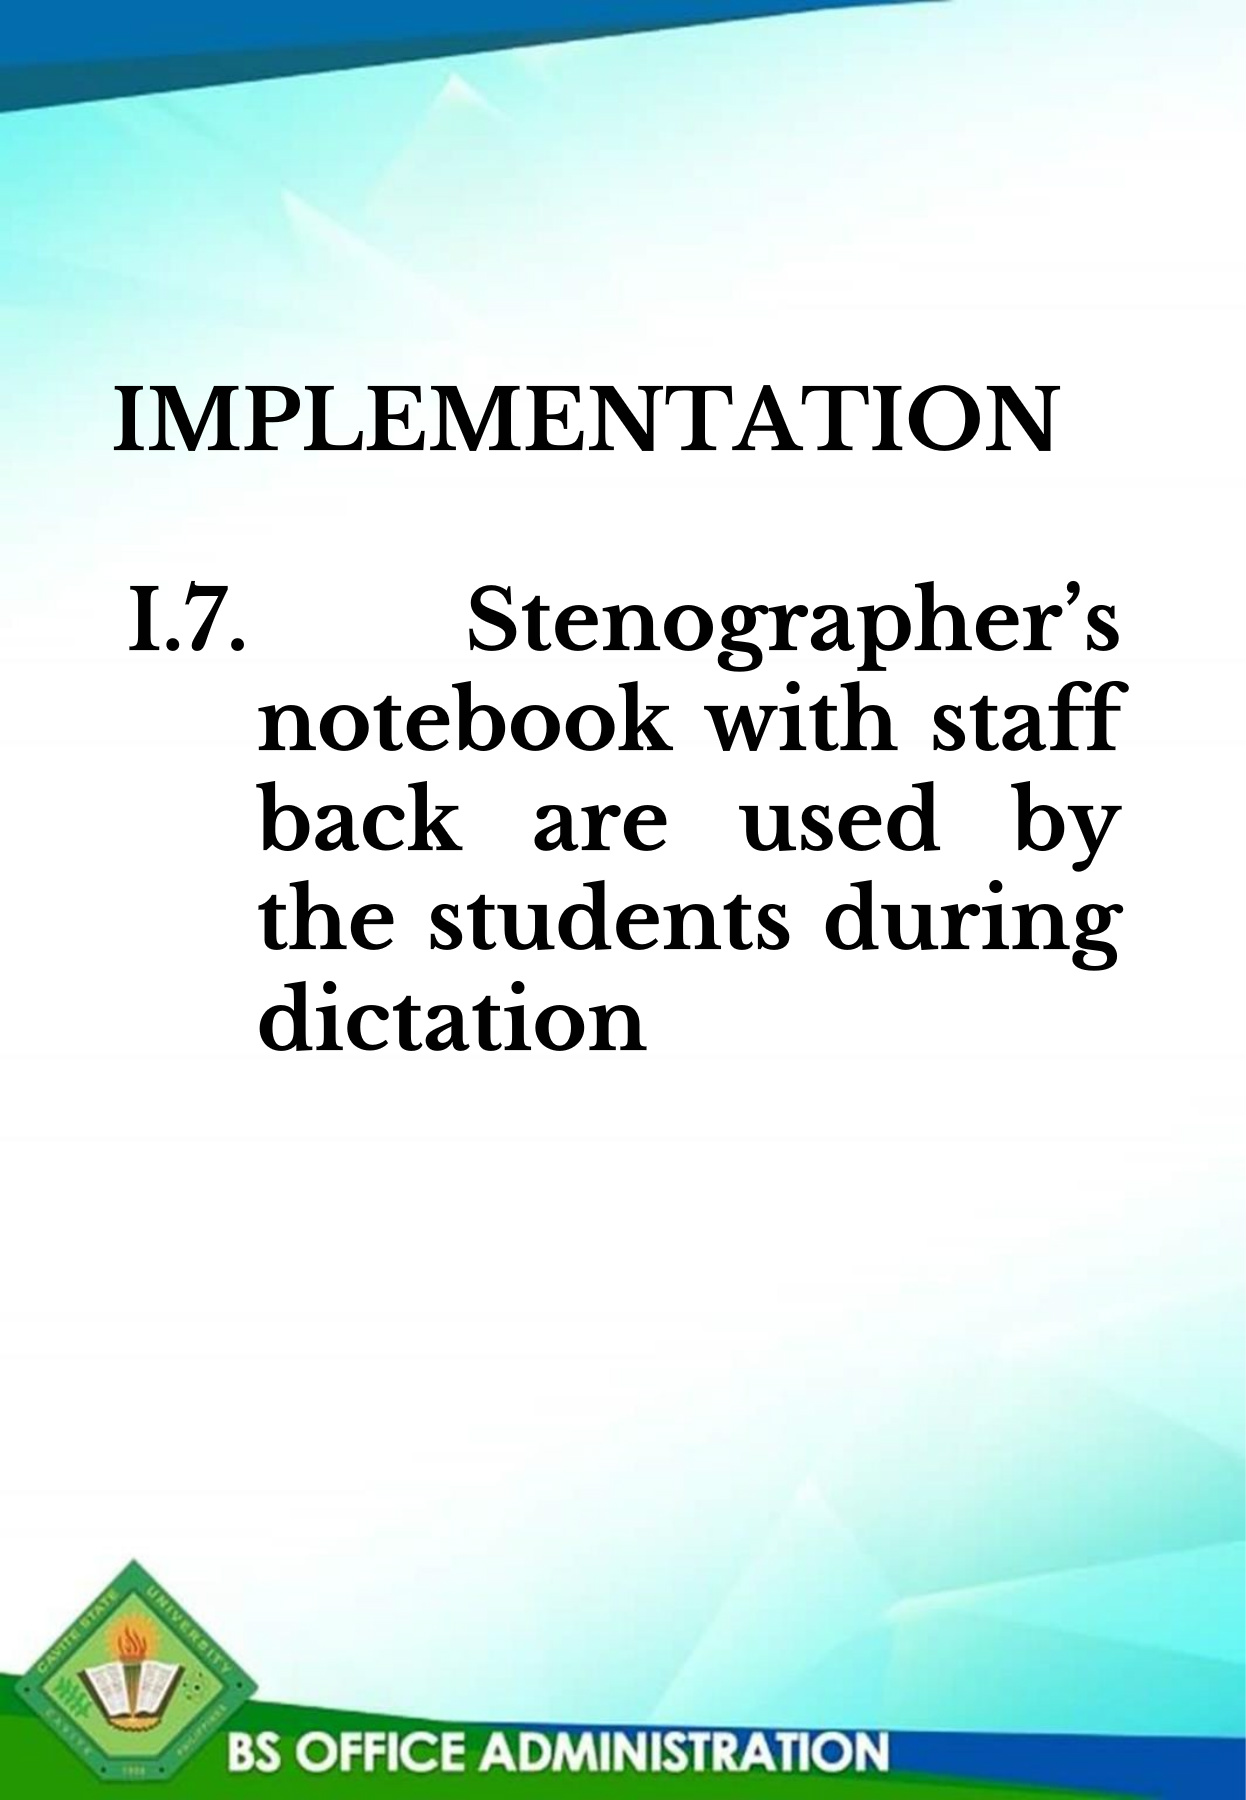 IMPLEMENTATION
I.7. Stenographer’s
notebook with staff
back are used by
the students during
dictation
CAVITE STATE UNIVERSITY
CAVITE PHILIPPINES
1906
BS OFFICE ADMINISTRATION